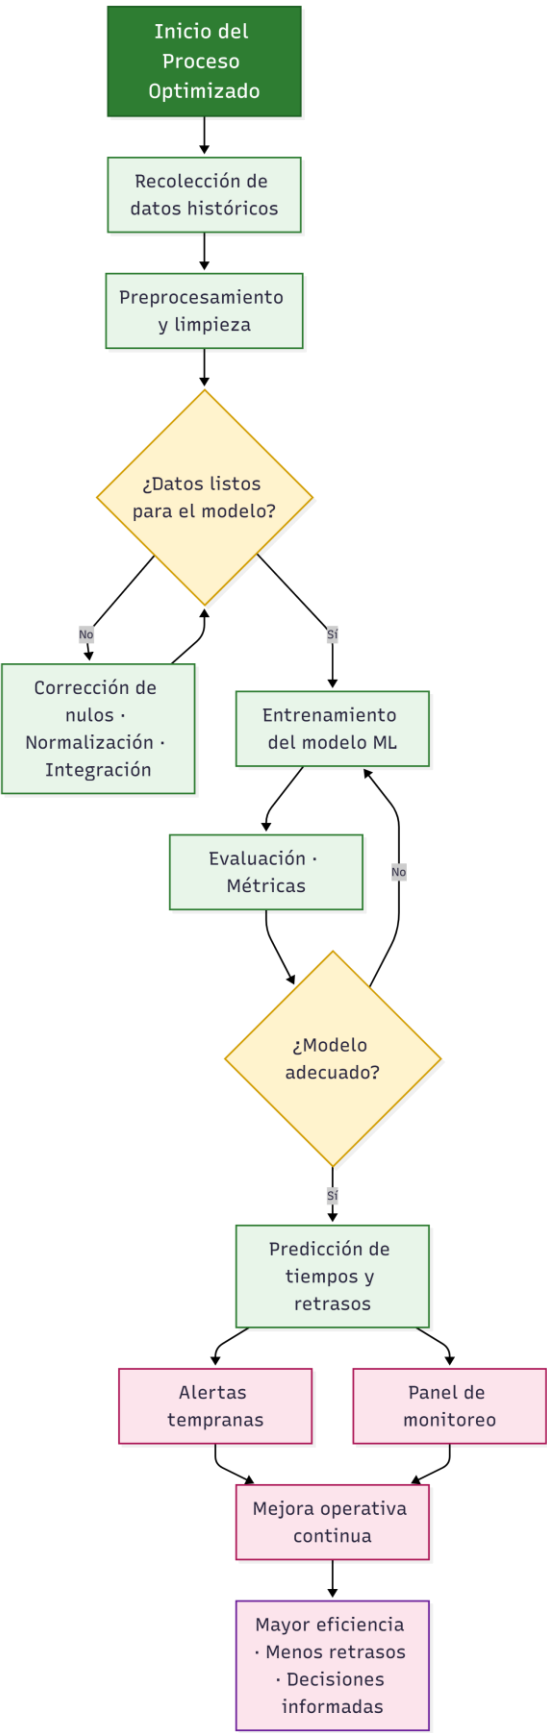 Inicio del
Proceso
Optimizado
Recolección de
datos históricos
Preprocesamiento
y limpieza
¿Datos listos
para el modelo?
No
Sí
Corrección de
nulos ·
Normalización ·
Integración
Entrenamiento
del modelo ML
Evaluación ·
Métricas
No
¿Modelo
adecuado?
Sí
Predicción de
tiempos y
retrasos
Alertas
tempranas
Panel de
monitoreo
Mejora operativa
continua
Mayor eficiencia
· Menos retrasos
· Decisiones
informadas